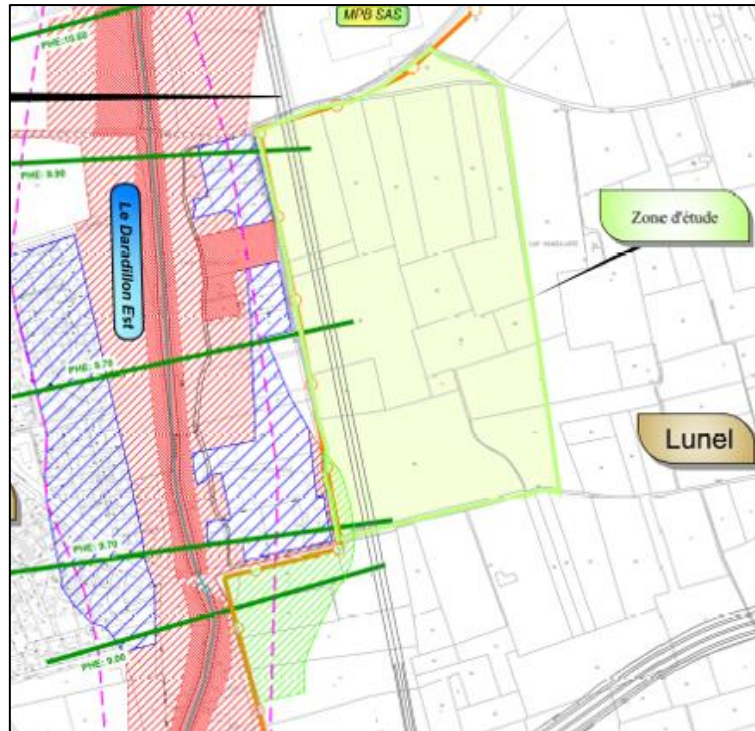 MPB SAS
PHE:10.60
PHE: 9.90
Le Daradillon Est
Zone d'étude
PHE: 9.70
Lunel
PHE: 9.70
PHE: 9.00